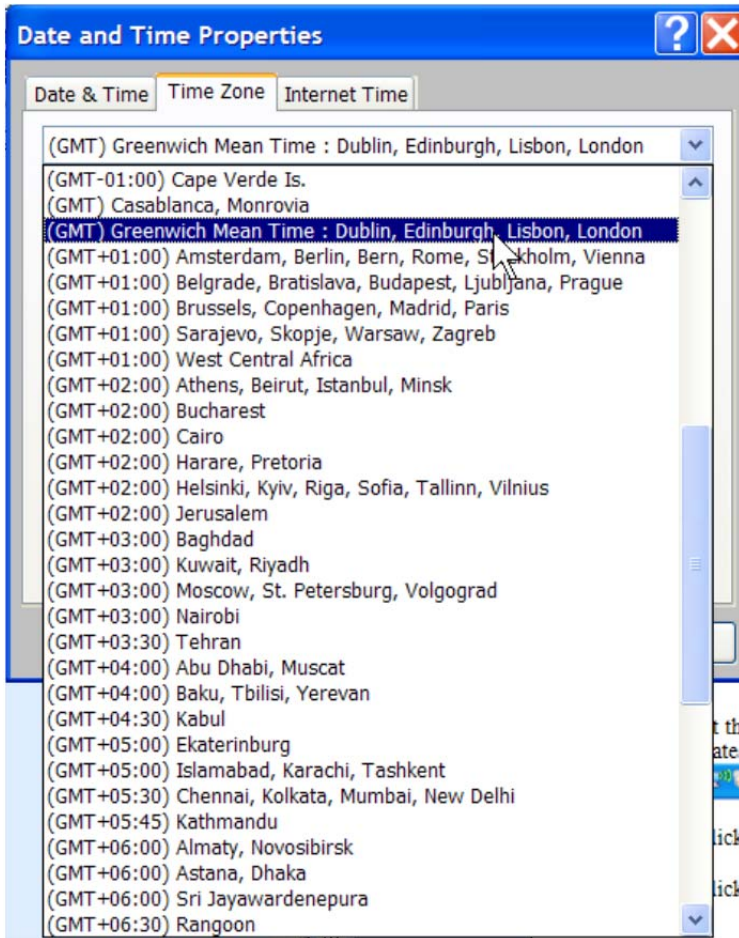 Date and Time Properties
Date & Time Time Zone Internet Time
(GMT) Greenwich Mean Time : Dublin, Edinburgh, Lisbon, London
(GMT-01:00) Cape Verde Is.
(GMT) Casablanca, Monrovia
(GMT) Greenwich Mean Time : Dublin, Edinburgh, Lisbon, London
(GMT+01:00) Amsterdam, Berlin, Bern, Rome, Stockholm, Vienna
(GMT+01:00) Belgrade, Bratislava, Budapest, Ljubljana, Prague
(GMT+01:00) Brussels, Copenhagen, Madrid, Paris
(GMT+01:00) Sarajevo, Skopje, Warsaw, Zagreb
(GMT+01:00) West Central Africa
(GMT+02:00) Athens, Beirut, Istanbul, Minsk
(GMT+02:00) Bucharest
(GMT+02:00) Cairo
(GMT+02:00) Harare, Pretoria
(GMT+02:00) Helsinki, Kyiv, Riga, Sofia, Tallinn, Vilnius
(GMT+02:00) Jerusalem
(GMT+03:00) Baghdad
(GMT+03:00) Kuwait, Riyadh
(GMT+03:00) Moscow, St. Petersburg, Volgograd
(GMT+03:00) Nairobi
(GMT+03:30) Tehran
(GMT+04:00) Abu Dhabi, Muscat
(GMT+04:00) Baku, Tbilisi, Yerevan
(GMT+04:30) Kabul
(GMT+05:00) Ekaterinburg
(GMT+05:00) Islamabad, Karachi, Tashkent
(GMT+05:30) Chennai, Kolkata, Mumbai, New Delhi
(GMT+05:45) Kathmandu
(GMT+06:00) Almaty, Novosibirsk
(GMT+06:00) Astana, Dhaka
(GMT+06:00) Sri Jayawardenepura
(GMT+06:30) Rangoon